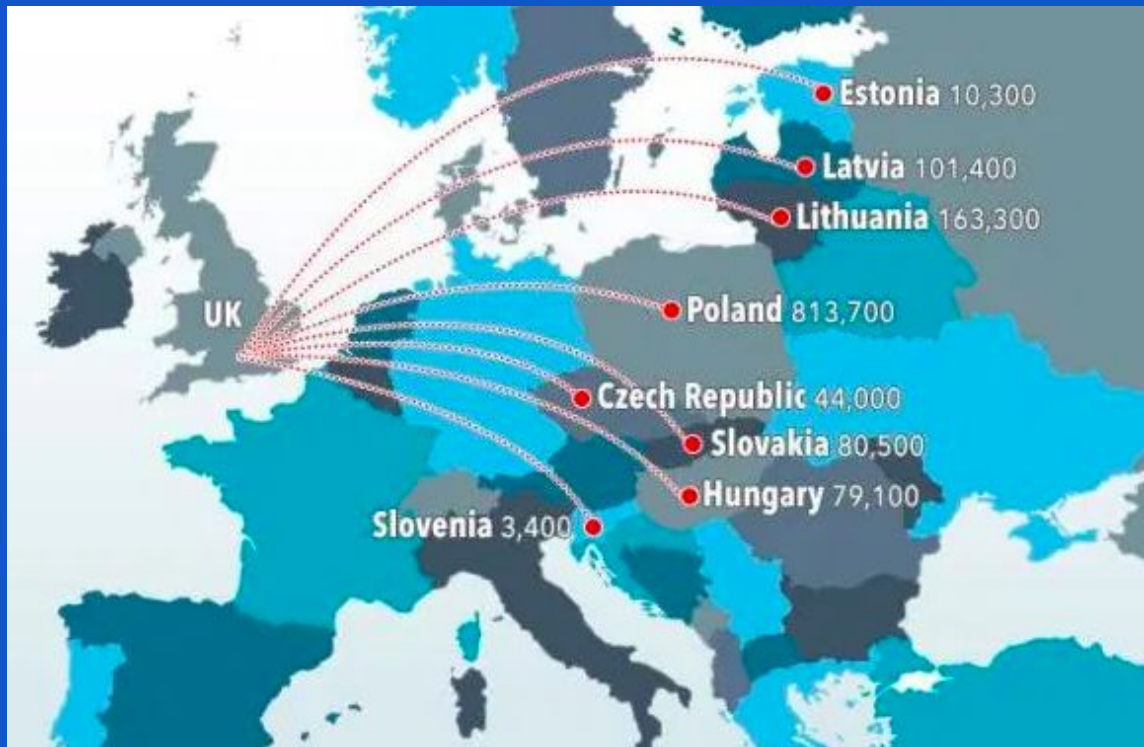 Estonia 10,300
Latvia 101,400
Lithuania 163,300
UK
Poland 813,700
Czech Republic 44,000
Slovakia 80,500
Hungary 79,100
Slovenia 3,400